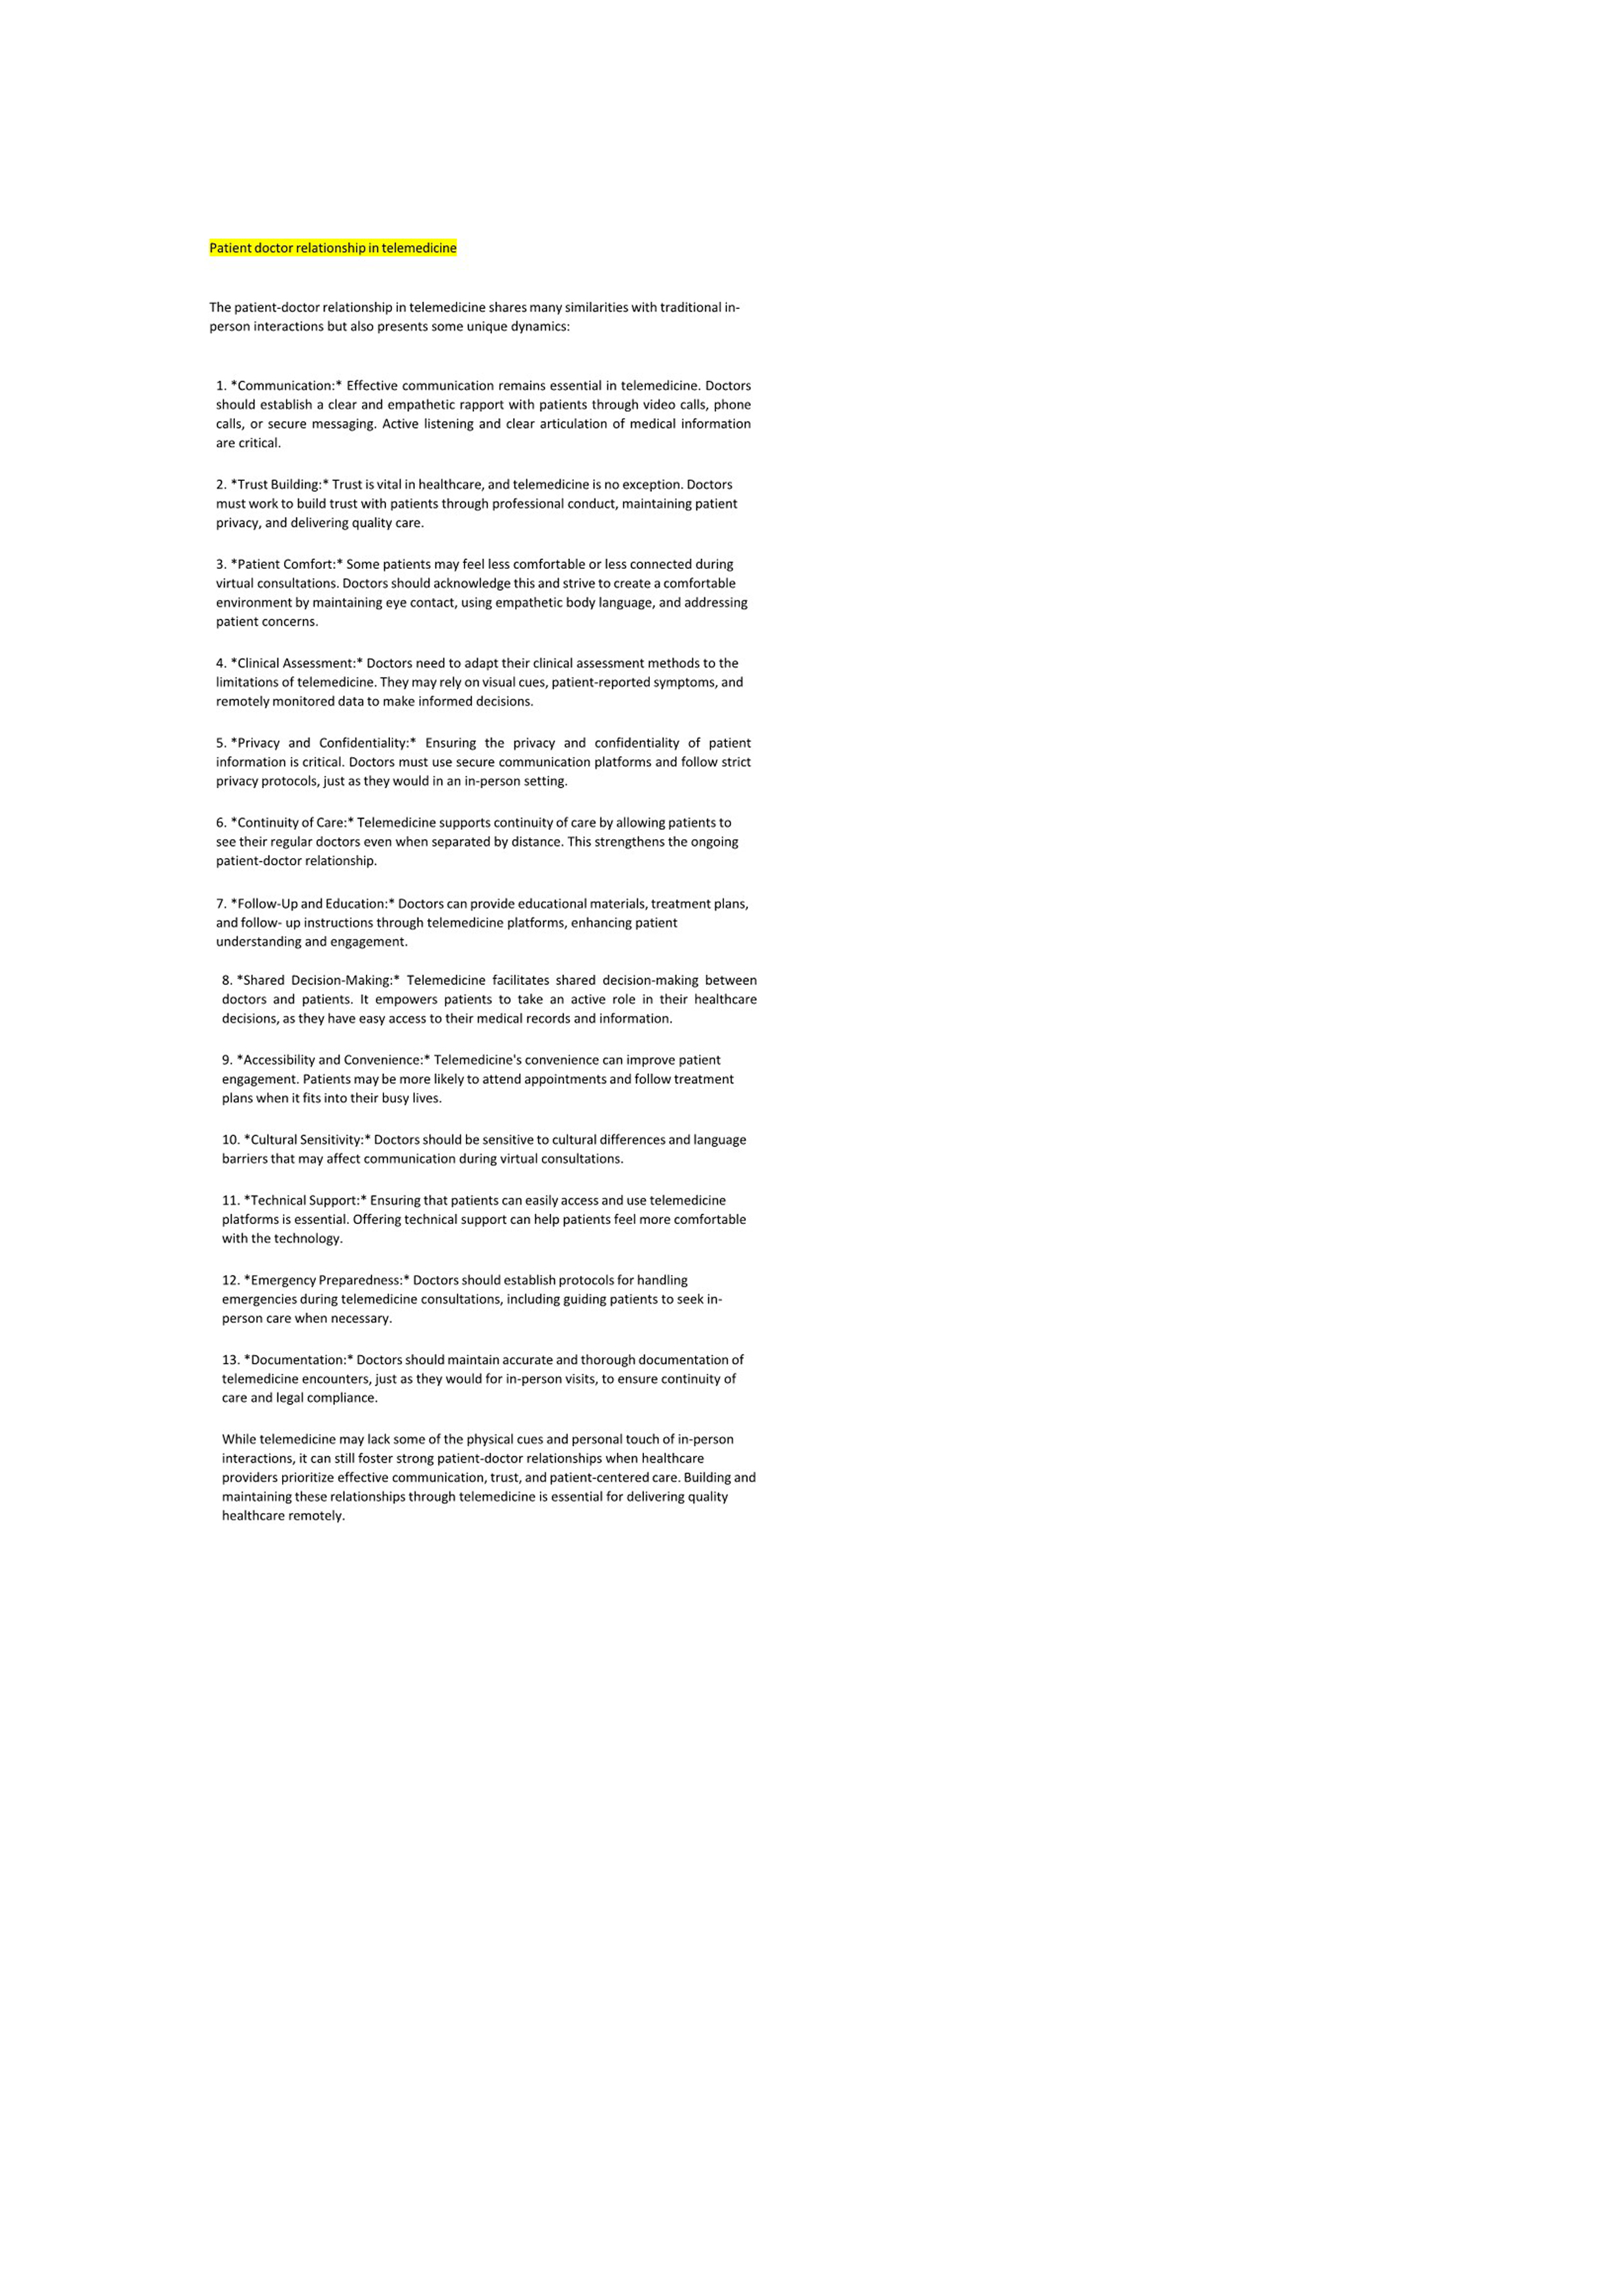 Patient doctor relationship in telemedicine
The patient-doctor relationship in telemedicine shares many similarities with traditional in-
person interactions but also presents some unique dynamics:
1. *Communication:* Effective communication remains essential in telemedicine. Doctors
should establish a clear and empathetic rapport with patients through video calls, phone
calls, or secure messaging. Active listening and clear articulation of medical information
are critical.
2. *Trust Building:* Trust is vital in healthcare, and telemedicine is no exception. Doctors
must work to build trust with patients through professional conduct, maintaining patient
privacy, and delivering quality care.
3. *Patient Comfort:* Some patients may feel less comfortable or less connected during
virtual consultations. Doctors should acknowledge this and strive to create a comfortable
environment by maintaining eye contact, using empathetic body language, and addressing
patient concerns.
4. *Clinical Assessment:* Doctors need to adapt their clinical assessment methods to the
limitations of telemedicine. They may rely on visual cues, patient-reported symptoms, and
remotely monitored data to make informed decisions.
5. *Privacy and Confidentiality:* Ensuring the privacy and confidentiality of patient
information is critical. Doctors must use secure communication platforms and follow strict
privacy protocols, just as they would in an in-person setting.
6. *Continuity of Care:* Telemedicine supports continuity of care by allowing patients to
see their regular doctors even when separated by distance. This strengthens the ongoing
patient-doctor relationship.
7. *Follow-Up and Education:* Doctors can provide educational materials, treatment plans,
and follow- up instructions through telemedicine platforms, enhancing patient
understanding and engagement.
8. *Shared Decision-Making:* Telemedicine facilitates shared decision-making between
doctors and patients. It empowers patients to take an active role in their healthcare
decisions, as they have easy access to their medical records and information.
9. *Accessibility and Convenience:* Telemedicine's convenience can improve patient
engagement. Patients may be more likely to attend appointments and follow treatment
plans when it fits into their busy lives.
10. *Cultural Sensitivity:* Doctors should be sensitive to cultural differences and language
barriers that may affect communication during virtual consultations.
11. *Technical Support:* Ensuring that patients can easily access and use telemedicine
platforms is essential. Offering technical support can help patients feel more comfortable
with the technology.
12. *Emergency Preparedness:* Doctors should establish protocols for handling
emergencies during telemedicine consultations, including guiding patients to seek in-
person care when necessary.
13. *Documentation:* Doctors should maintain accurate and thorough documentation of
telemedicine encounters, just as they would for in-person visits, to ensure continuity of
care and legal compliance.
While telemedicine may lack some of the physical cues and personal touch of in-person
interactions, it can still foster strong patient-doctor relationships when healthcare
providers prioritize effective communication, trust, and patient-centered care. Building and
maintaining these relationships through telemedicine is essential for delivering quality
healthcare remotely.